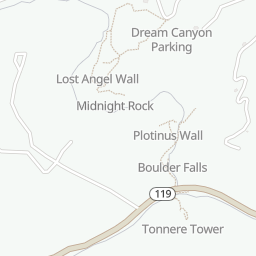 Dream Canyon
Parking
Lost Angel Wall
Midnight Rock
Plotinus Wall
Boulder Falls
119
Tonnere Tower